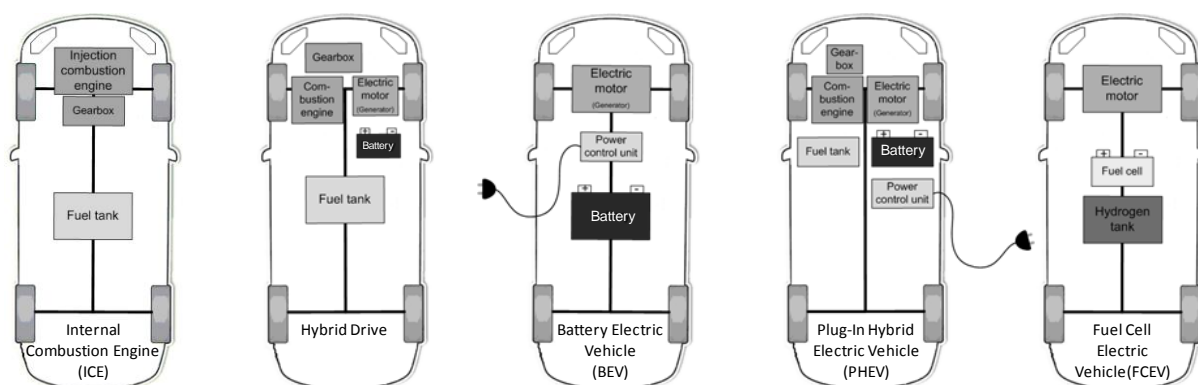 Injection
combustion
engine
Gearbox
Fuel tank
Internal
Combustion Engine
(ICE)
Gearbox
Com-
bustion
engine
Electric
motor
(Generator)
+ -
Battery
Fuel tank
Hybrid Drive
Electric
motor
(Generator)
Power
control unit
+ -
Battery
Battery Electric
Vehicle
(BEV)
Gear-
box
Com-
bustion
engine
Electric
motor
(Generator)
Fuel tank
+ -
Battery
Power
control unit
Plug-In Hybrid
Electric Vehicle
(PHEV)
Electric
motor
+ -
Fuel cell
Hydrogen
tank
Fuel Cell
Electric
Vehicle(FCEV)